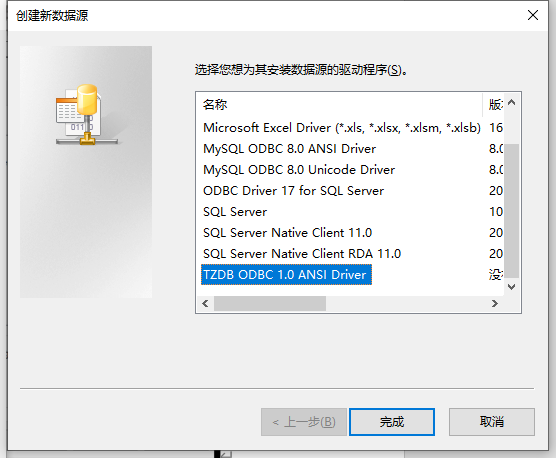 创建新数据源
选择您想为其安装数据源的驱动程序(S)。
名称 版本
Microsoft Excel Driver (*.xls, *.xlsx, *.xlsm, *.xlsb) 16
MySQL ODBC 8.0 ANSI Driver 8.0
MySQL ODBC 8.0 Unicode Driver 8.0
ODBC Driver 17 for SQL Server 20
SQL Server 10
SQL Server Native Client 11.0 20
SQL Server Native Client RDA 11.0 20
TZDB ODBC 1.0 ANSI Driver 没
01110
< 上一步(B) 完成 取消